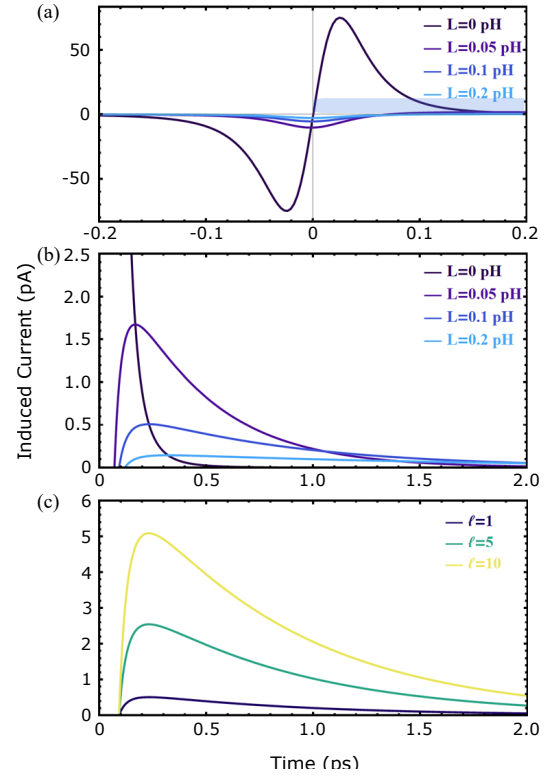 (a)
L=0 pH
L=0.05 pH
L=0.1 pH
L=0.2 pH
50
0
-50
-0.2 -0.1 0 0.1 0.2
(b)
L=0 pH
L=0.05 pH
L=0.1 pH
L=0.2 pH
2.5
2.0
1.5
1.0
0.5
0
0 0.5 1.0 1.5 2.0
Induced Current (pA)
(c)
ℓ=1
ℓ=5
ℓ=10
6
5
4
3
2
1
0
0 0.5 1.0 1.5 2.0
Time (ps)